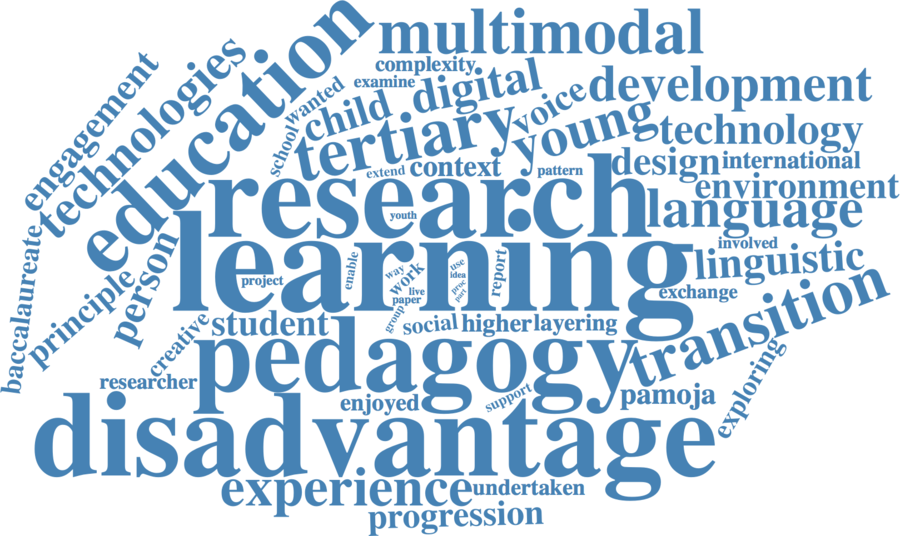 multimodal
education
technologies
engagement
complexity
examine
wanted
child
digital
development
school
tertiary
voice
young
technology
extend
context
pattern
design
international
research
environment
youth
language
learning
involved
baccalaureate
principle
person
project
enable
way
work
live
paper
group
use
idea
proc
part
report
linguistic
exchange
transition
creative
student
social
higher
layering
researcher
pedagogy
exploring
enjoyed
support
pamoja
disadvantage
experience
undertaken
progression